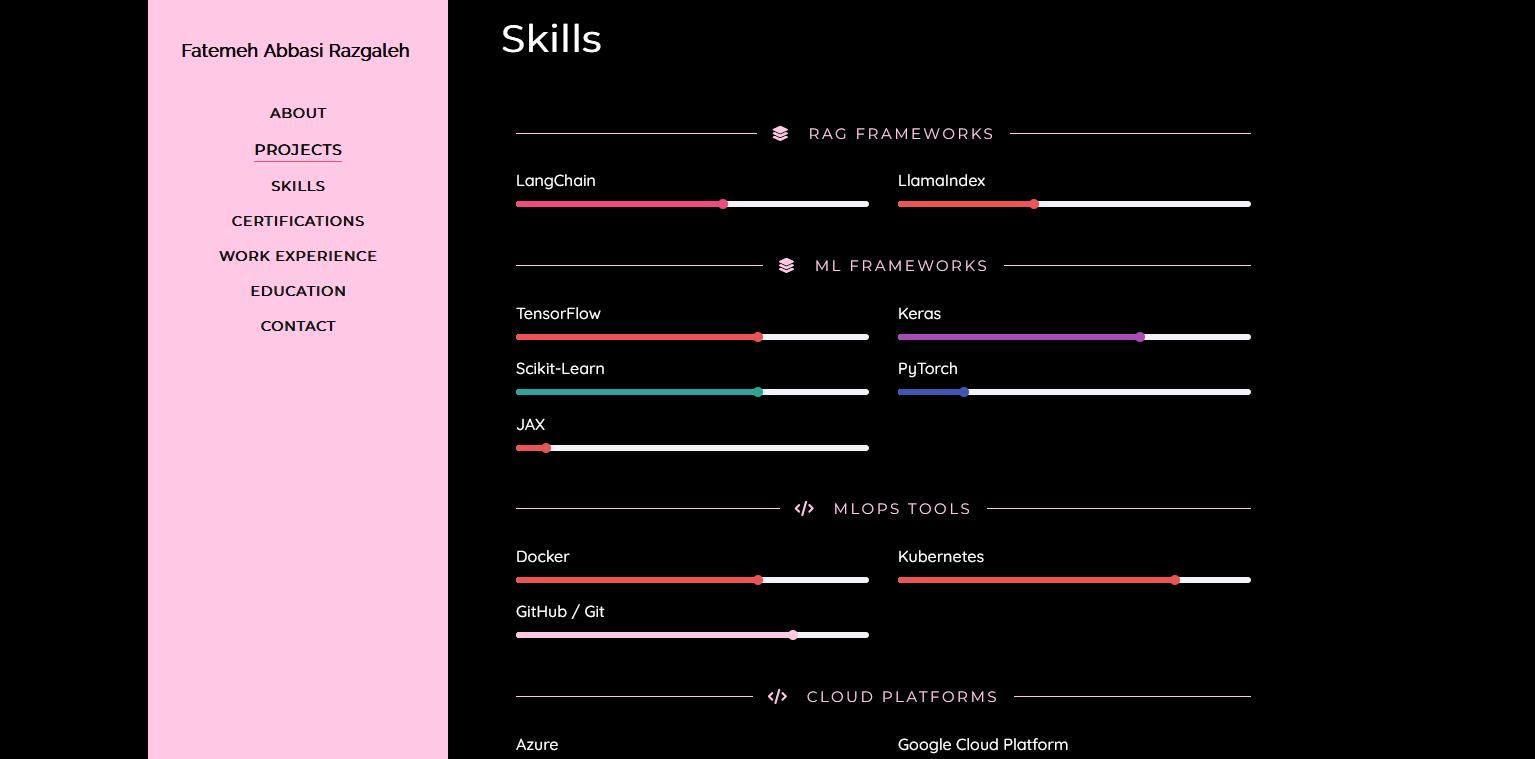 Fatemeh Abbasi Razgaleh
ABOUT
PROJECTS
SKILLS
CERTIFICATIONS
WORK EXPERIENCE
EDUCATION
CONTACT
Skills
RAG FRAMEWORKS
LangChain
LlamaIndex
ML FRAMEWORKS
TensorFlow
Keras
Scikit-Learn
PyTorch
JAX
MLOPS TOOLS
Docker
Kubernetes
GitHub / Git
CLOUD PLATFORMS
Azure
Google Cloud Platform